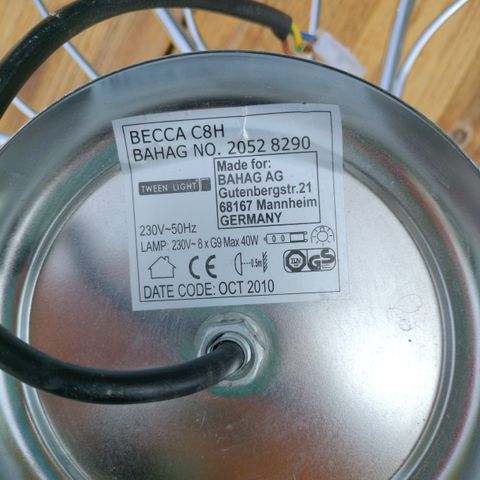 BECCA C8H
BAHAG NO. 2052 8290
TWEEN LIGHT
Made for:
BAHAG AG
Gutenbergstr.21
68167 Mannheim
GERMANY
230V~50Hz
LAMP: 230V~ 8 x G9 Max 40W
CE
0.5m
TÜV
GS
DATE CODE: OCT 2010